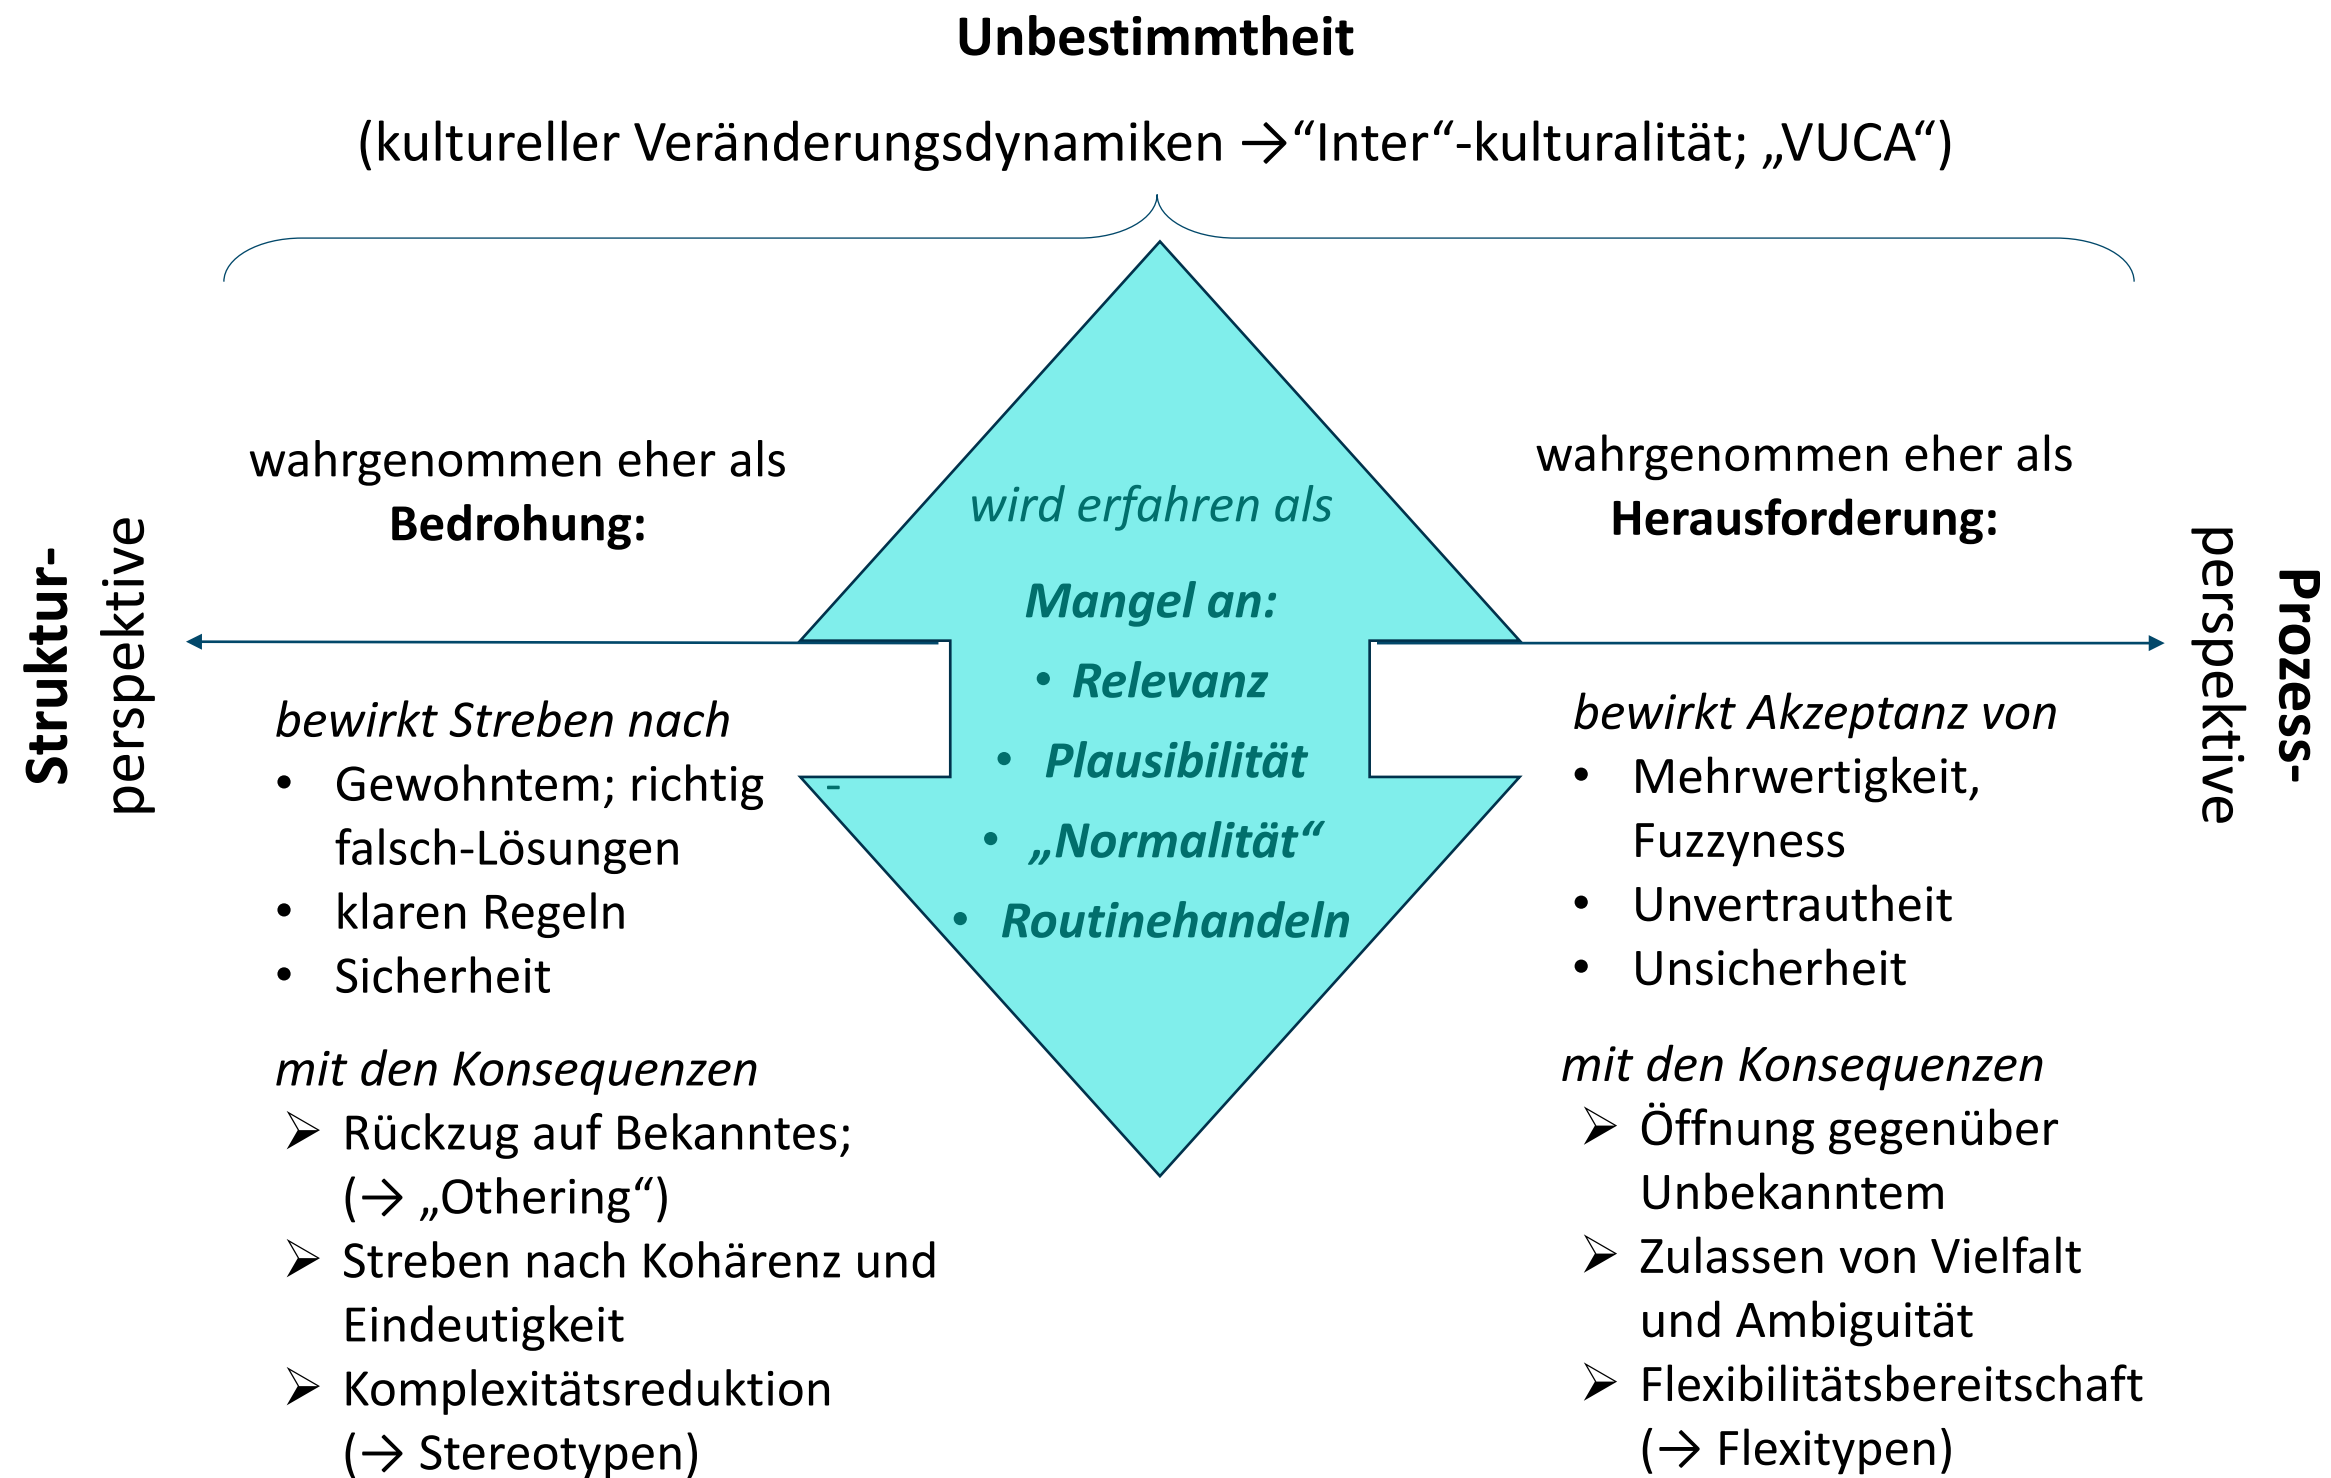 Unbestimmtheit
(kultureller Veränderungsdynamiken →“Inter“-kulturalität; „VUCA“)
Struktur-
perspektive
wahrgenommen eher als
Bedrohung:
bewirkt Streben nach
• Gewohntem; richtig -
falsch-Lösungen
• klaren Regeln
• Sicherheit
mit den Konsequenzen
➢ Rückzug auf Bekanntes;
(→ „Othering“)
➢ Streben nach Kohärenz und
Eindeutigkeit
➢ Komplexitätsreduktion
(→ Stereotypen)
wird erfahren als
Mangel an:
• Relevanz
• Plausibilität
• „Normalität“
• Routinehandeln
wahrgenommen eher als
Herausforderung:
bewirkt Akzeptanz von
• Mehrwertigkeit,
Fuzzyness
• Unvertrautheit
• Unsicherheit
mit den Konsequenzen
➢ Öffnung gegenüber
Unbekanntem
➢ Zulassen von Vielfalt
und Ambiguität
➢ Flexibilitätsbereitschaft
(→ Flexitypen)
Prozess-
perspektive